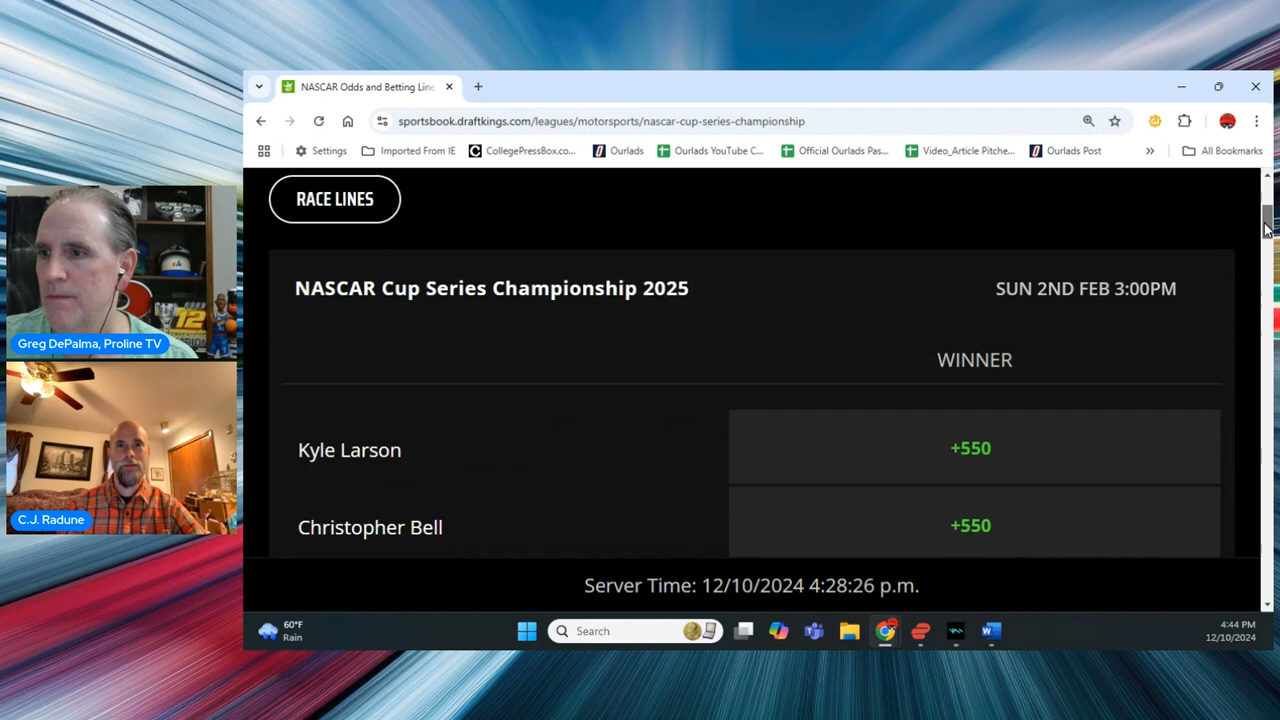 NASCAR Odds and Betting Line
sportsbook.draftkings.com/leagues/motorsports/nascar-cup-series-championship
Settings
Imported From IE
CollegePressBox.co...
Ourlads
Ourlads YouTube C...
Official Ourlads Pas...
Video_Article Pitche...
Ourlads Post
All Bookmarks
RACE LINES
NASCAR Cup Series Championship 2025
SUN 2ND FEB 3:00PM
WINNER
Kyle Larson
+550
Christopher Bell
+550
Server Time: 12/10/2024 4:28:26 p.m.
Greg DePalma, Proline TV
12
C.J. Radune
60°F
Rain
Search
4:44 PM
12/10/2024